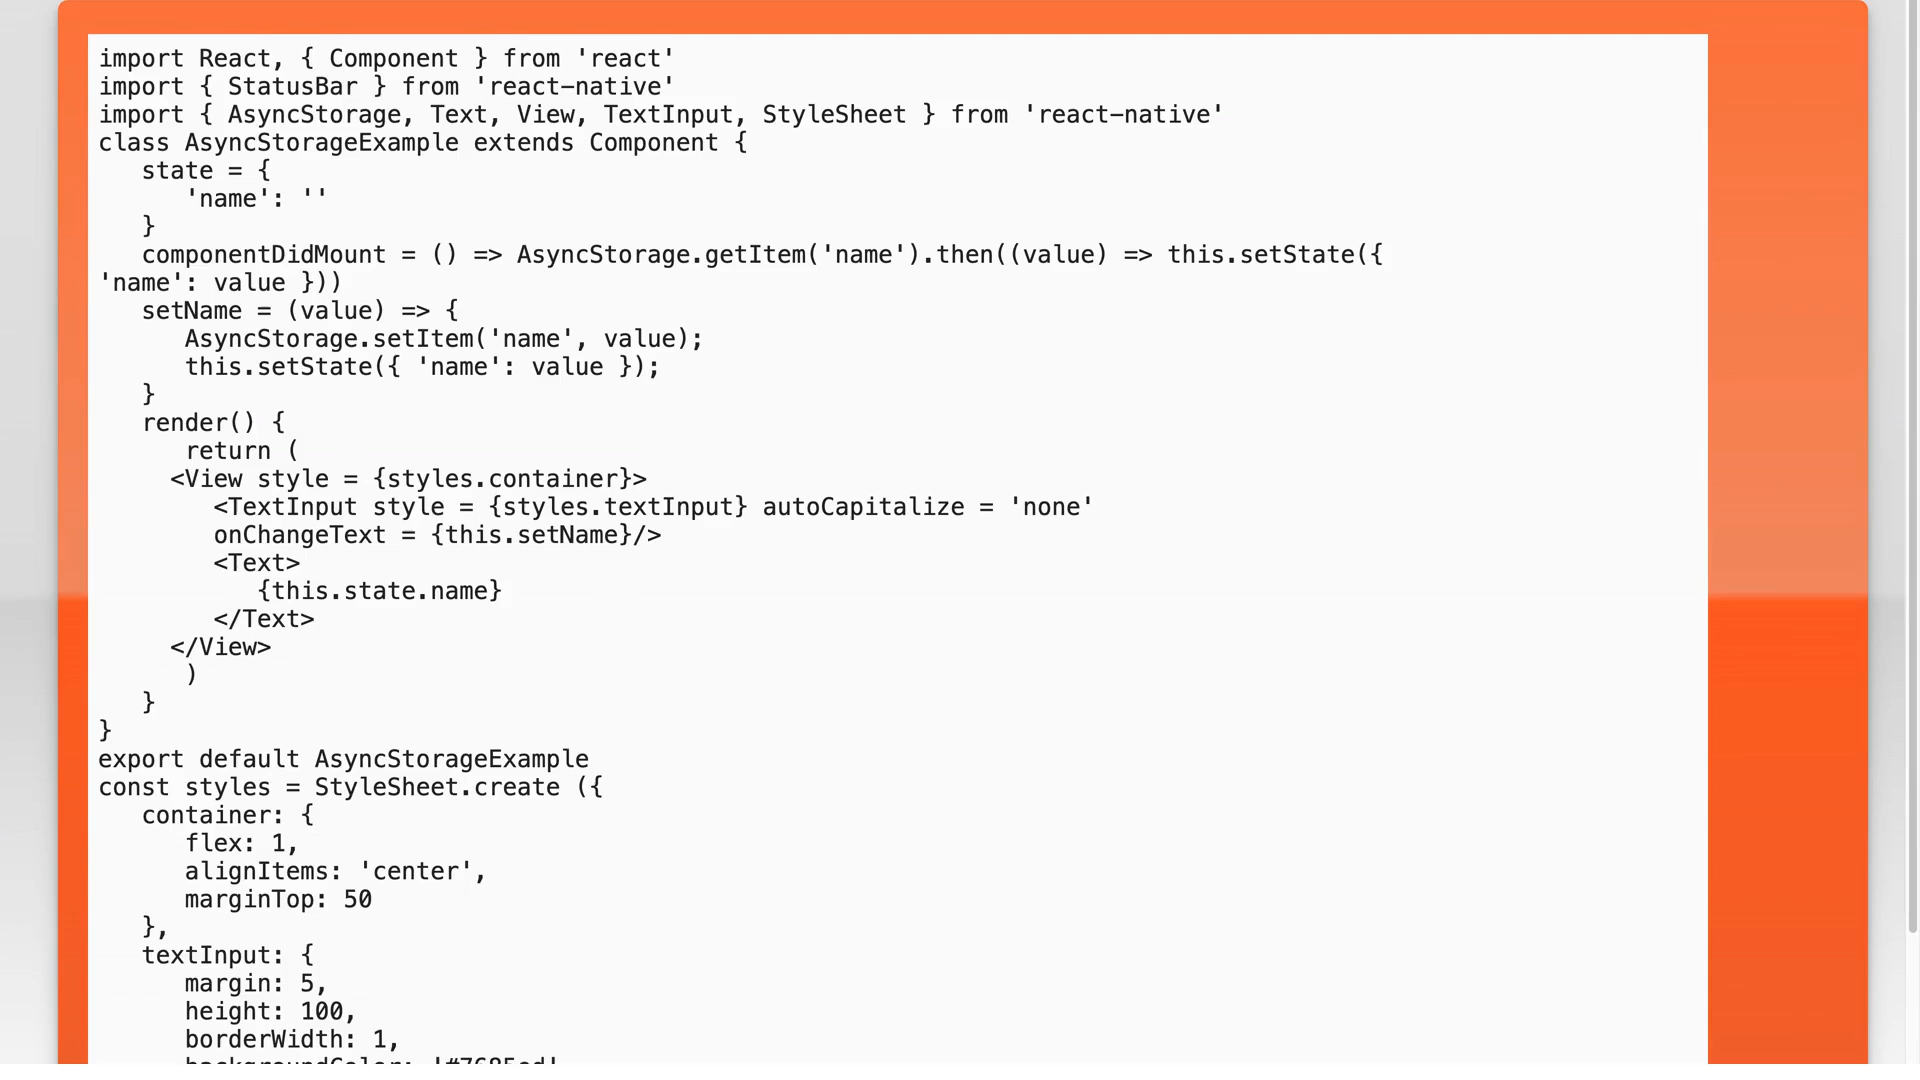 import React, { Component } from 'react'
import { StatusBar } from 'react-native'
import { AsyncStorage, Text, View, TextInput, StyleSheet } from 'react-native'
class AsyncStorageExample extends Component {
   state = {
      'name': ''
   }
   componentDidMount = () => AsyncStorage.getItem('name').then((value) => this.setState({
'name': value }))
   setName = (value) => {
      AsyncStorage.setItem('name', value);
      this.setState({ 'name': value });
   }
   render() {
      return (
     <View style = {styles.container}>
        <TextInput style = {styles.textInput} autoCapitalize = 'none'
        onChangeText = {this.setName}/>
        <Text>
           {this.state.name}
        </Text>
     </View>
      )
   }
}
export default AsyncStorageExample
const styles = StyleSheet.create ({
   container: {
      flex: 1,
      alignItems: 'center',
      marginTop: 50
   },
   textInput: {
      margin: 5,
      height: 100,
      borderWidth: 1,
      backgroundColor: